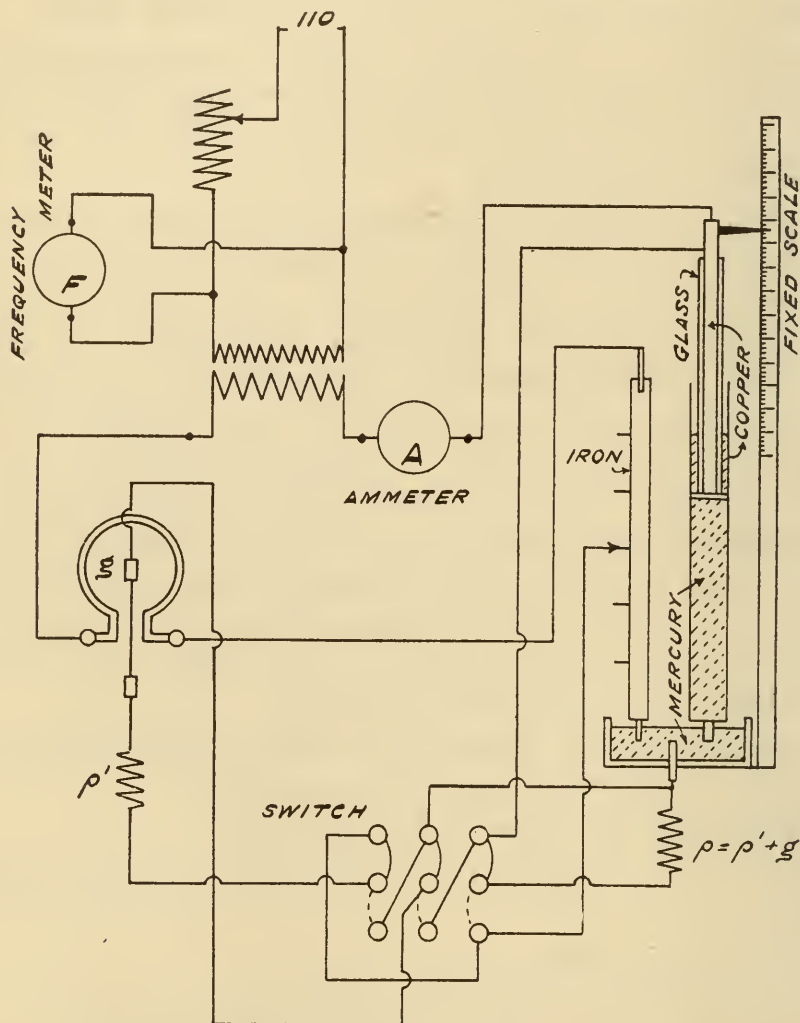 110
FREQUENCY
METER
F
FIXED SCALE
GLASS
COPPER
IRON
A
AMMETER
g
MERCURY
ρ'
SWITCH
ρ = ρ' + g